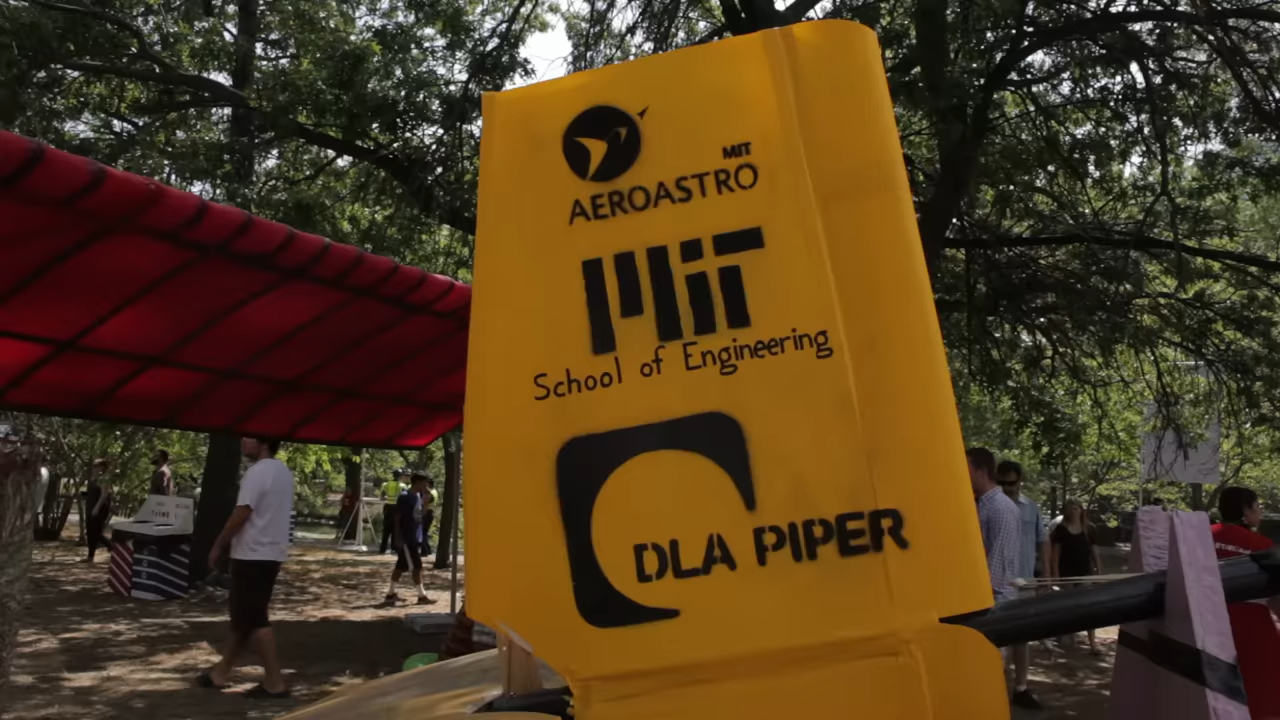 MIT
AEROASTRO
MIT
School of Engineering
DLA PIPER